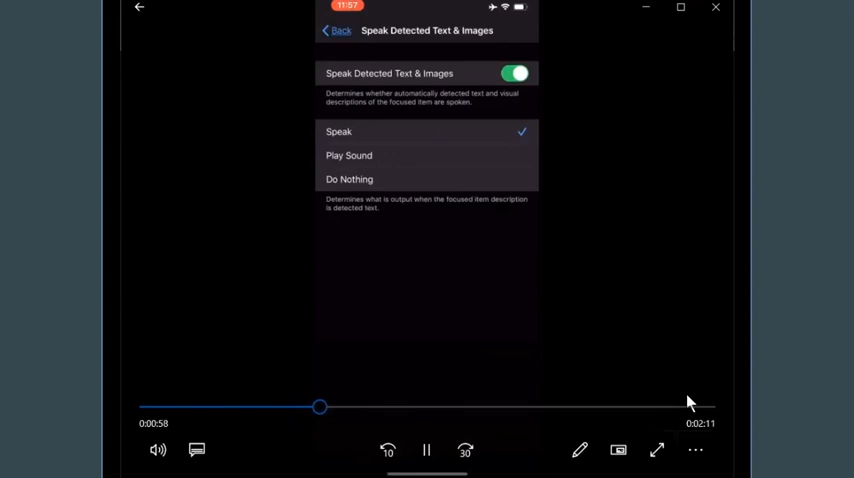 11:57
Back Speak Detected Text & Images
Speak Detected Text & Images
Determines whether automatically detected text and visual
descriptions of the focused item are spoken.
Speak
Play Sound
Do Nothing
Determines what is output when the focused item description
is detected text.
0:00:58 0:02:11
10 30